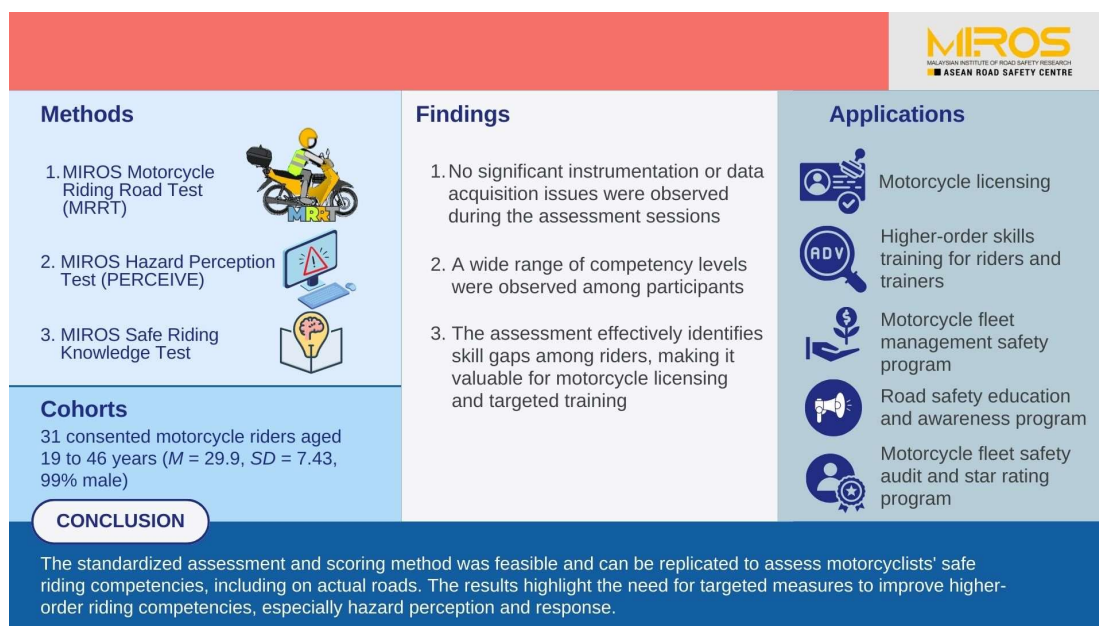 MIROS
MALAYSIAN INSTITUTE OF ROAD SAFETY RESEARCH
ASEAN ROAD SAFETY CENTRE
Methods
1. MIROS Motorcycle
Riding Road Test
(MRRT)
MRRT
2. MIROS Hazard Perception
Test (PERCEIVE)
3. MIROS Safe Riding
Knowledge Test
Cohorts
31 consented motorcycle riders aged
19 to 46 years (M = 29.9, SD = 7.43,
99% male)
Findings
1. No significant instrumentation or data
acquisition issues were observed
during the assessment sessions
2. A wide range of competency levels
were observed among participants
3. The assessment effectively identifies
skill gaps among riders, making it
valuable for motorcycle licensing
and targeted training
Applications
Motorcycle licensing
ADV
Higher-order skills
training for riders and
trainers
$
Motorcycle fleet
management safety
program
Road safety education
and awareness program
Motorcycle fleet safety
audit and star rating
program
CONCLUSION
The standardized assessment and scoring method was feasible and can be replicated to assess motorcyclists' safe
riding competencies, including on actual roads. The results highlight the need for targeted measures to improve higher-
order riding competencies, especially hazard perception and response.